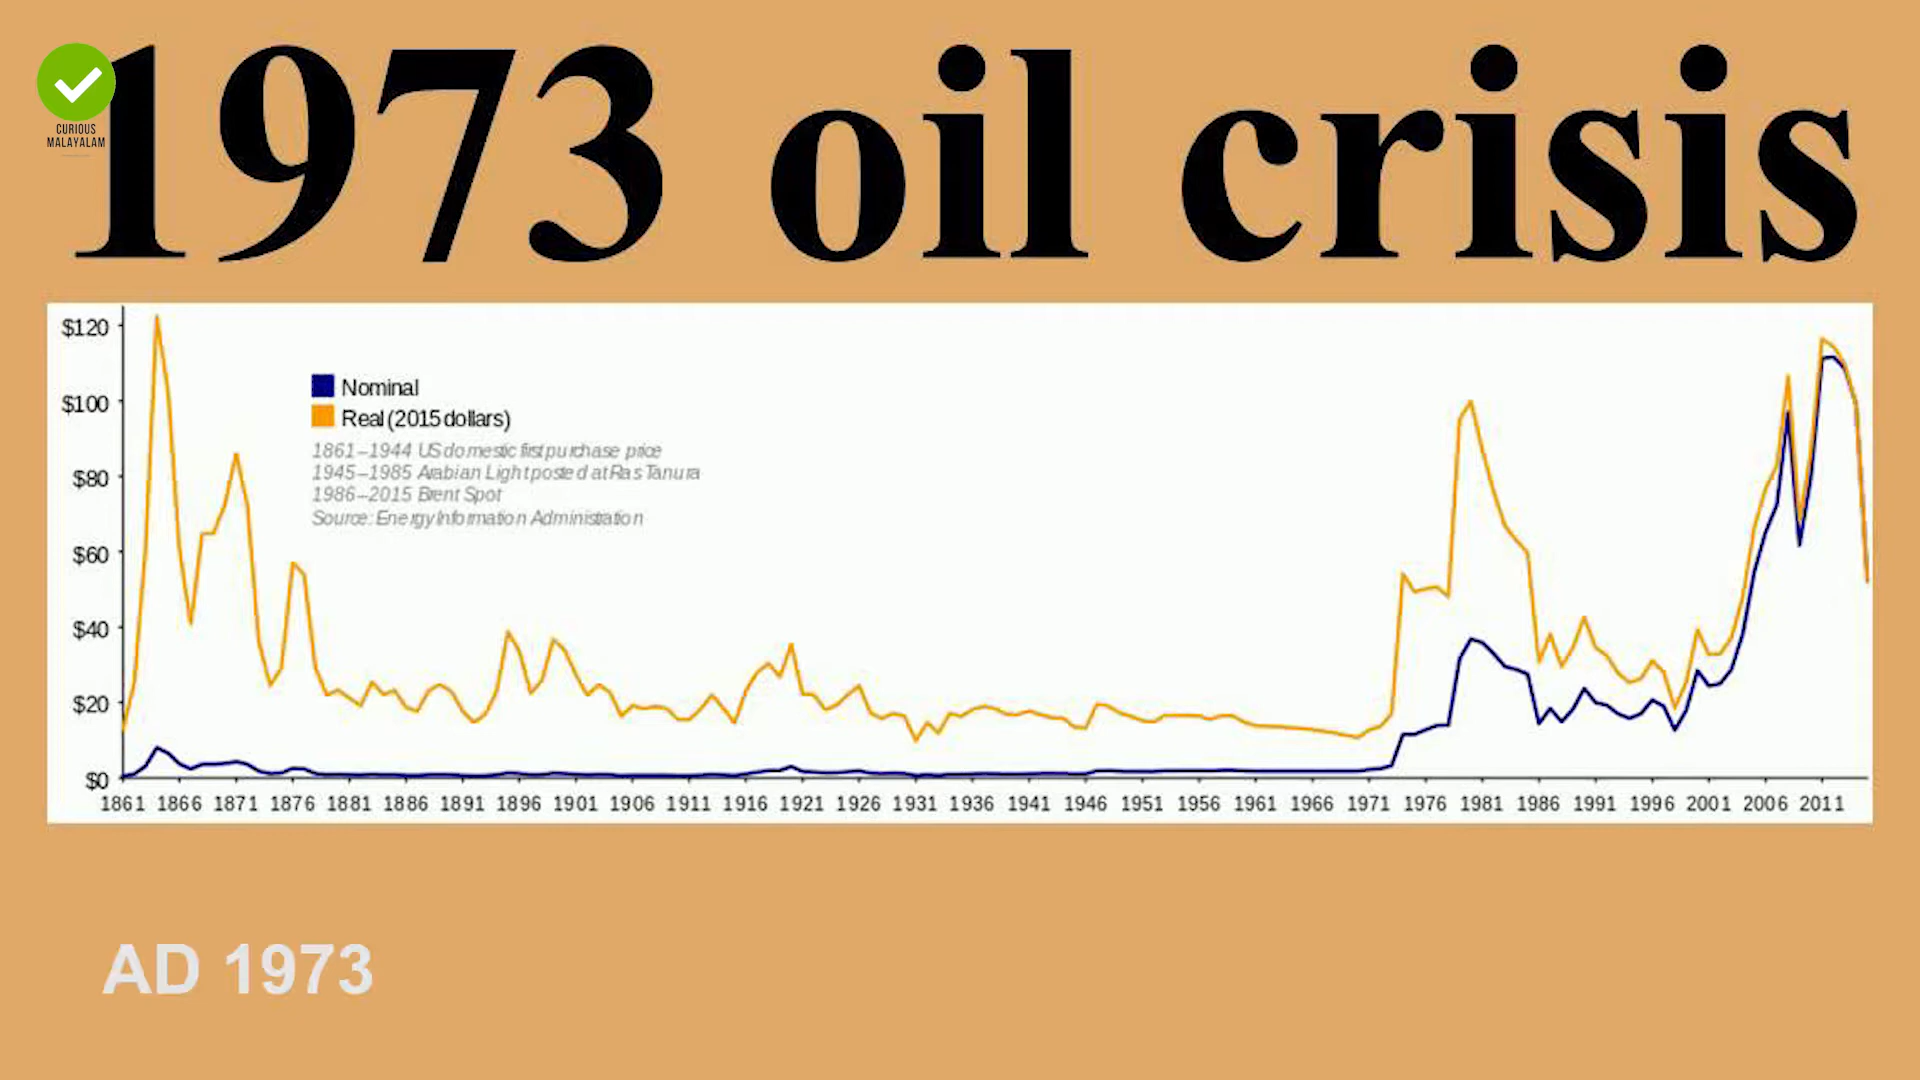 1973 oil crisis
CURIOUS
MALAYALAM
$120
$100
$80
$60
$40
$20
$0
Nominal
Real (2015 dollars)
1861–1944 US domestic first purchase price
1945–1985 Arabian Light posted at Ras Tanura
1986–2015 Brent Spot
Source: Energy Information Administration
1861 1866 1871 1876 1881 1886 1891 1896 1901 1906 1911 1916 1921 1926 1931 1936 1941 1946 1951 1956 1961 1966 1971 1976 1981 1986 1991 1996 2001 2006 2011
AD 1973